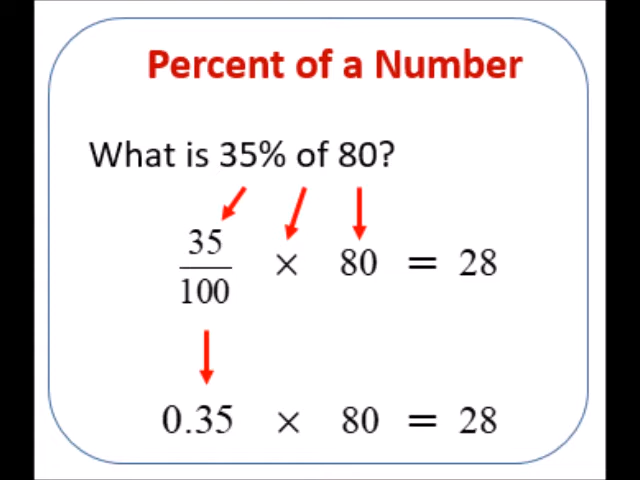 Percent of a Number
What is 35% of 80?
35/100 × 80 = 28
0.35 × 80 = 28